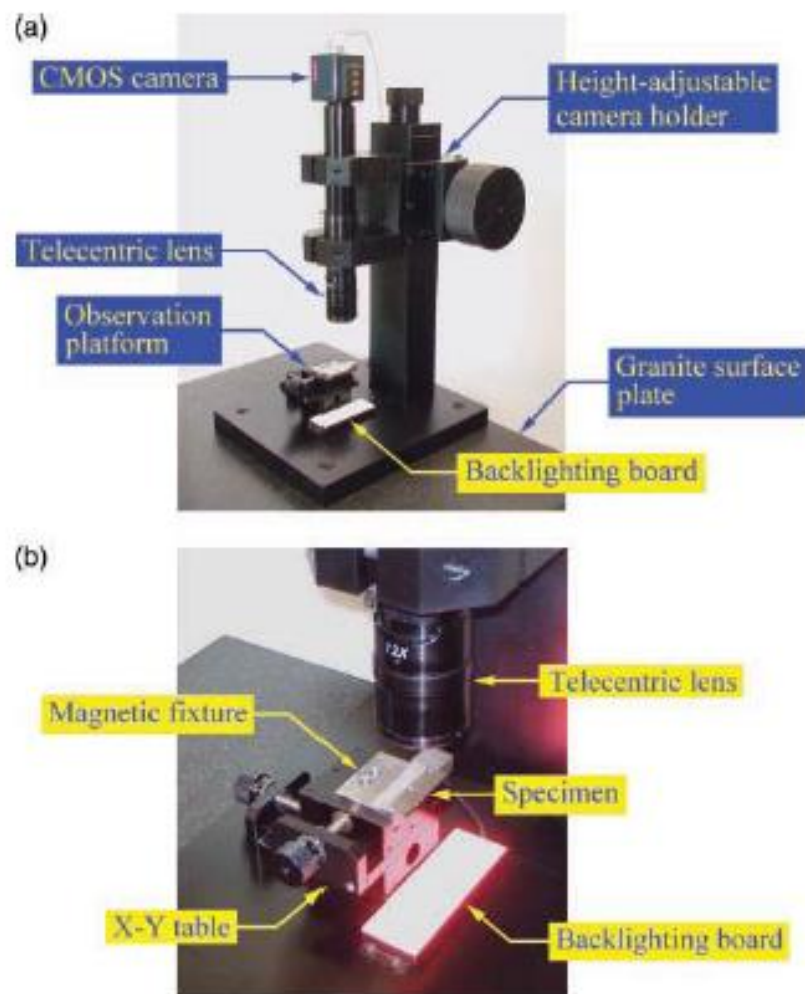 (a)
CMOS camera
Height-adjustable
camera holder
Telecentric lens
Observation
platform
Granite surface
plate
Backlighting board
(b)
12X
Telecentric lens
Magnetic fixture
Specimen
X-Y table
Backlighting board